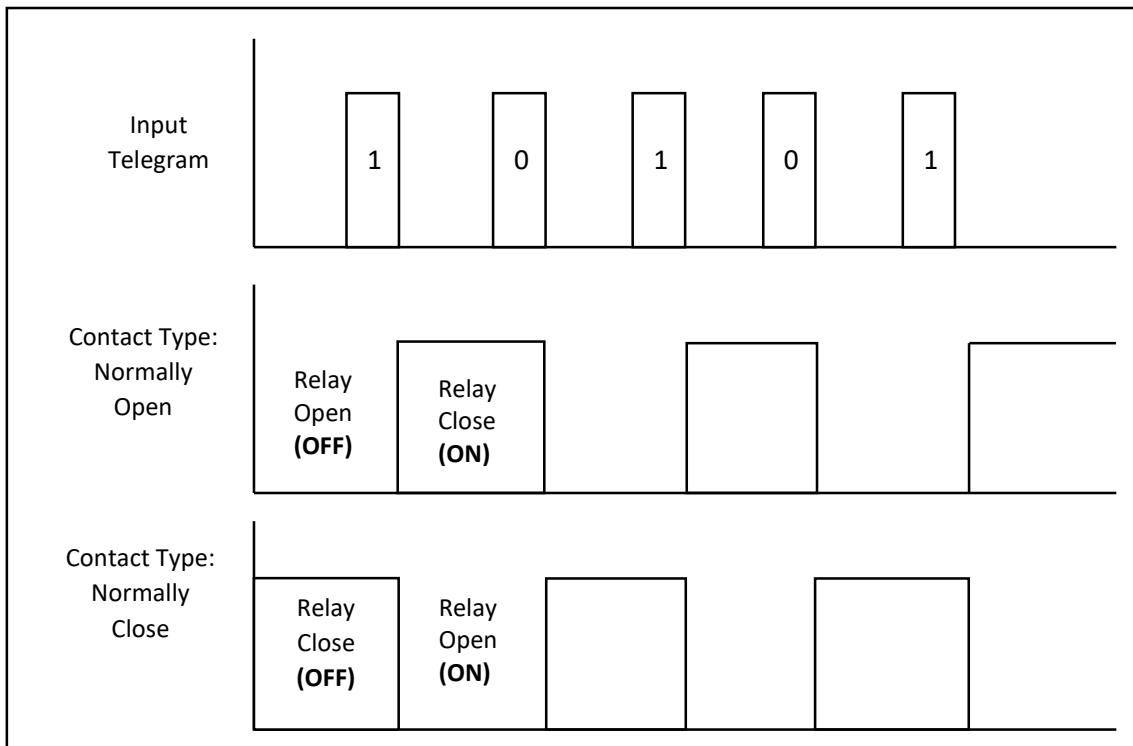 Input
Telegram
1
0
1
0
1
Contact Type:
Normally
Open
Relay
Open
(OFF)
Relay
Close
(ON)
Contact Type:
Normally
Close
Relay
Close
(OFF)
Relay
Open
(ON)